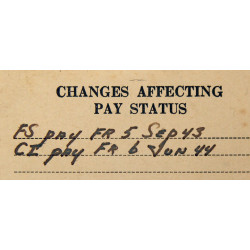 CHANGES AFFECTING
PAY STATUS
FS pay FR 5 Sep 43
CI pay FR 6 Jun 44